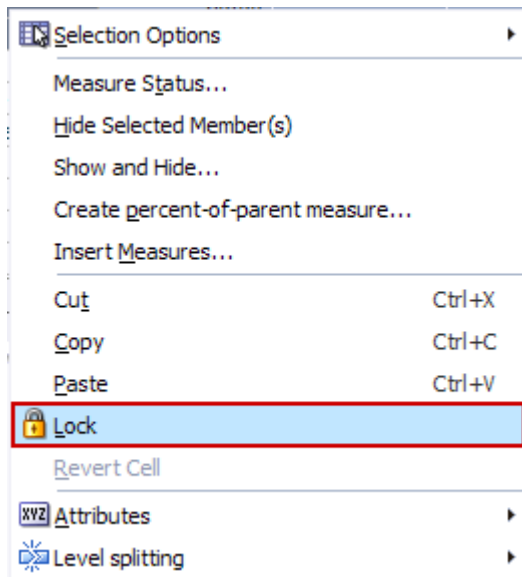 Selection Options
Measure Status...
Hide Selected Member(s)
Show and Hide...
Create percent-of-parent measure...
Insert Measures...
Cut Ctrl+X
Copy Ctrl+C
Paste Ctrl+V
Lock
Revert Cell
XYZ Attributes
Level splitting